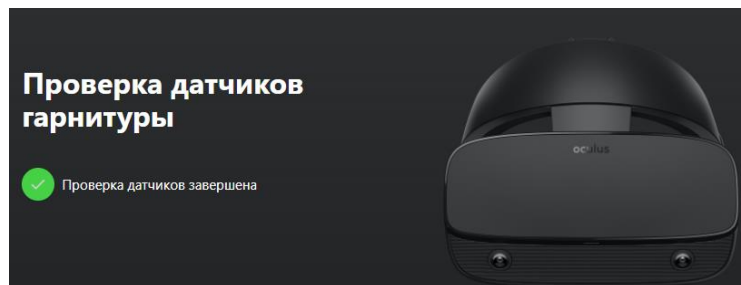 Проверка датчиков
гарнитуры
Проверка датчиков завершена
oculus